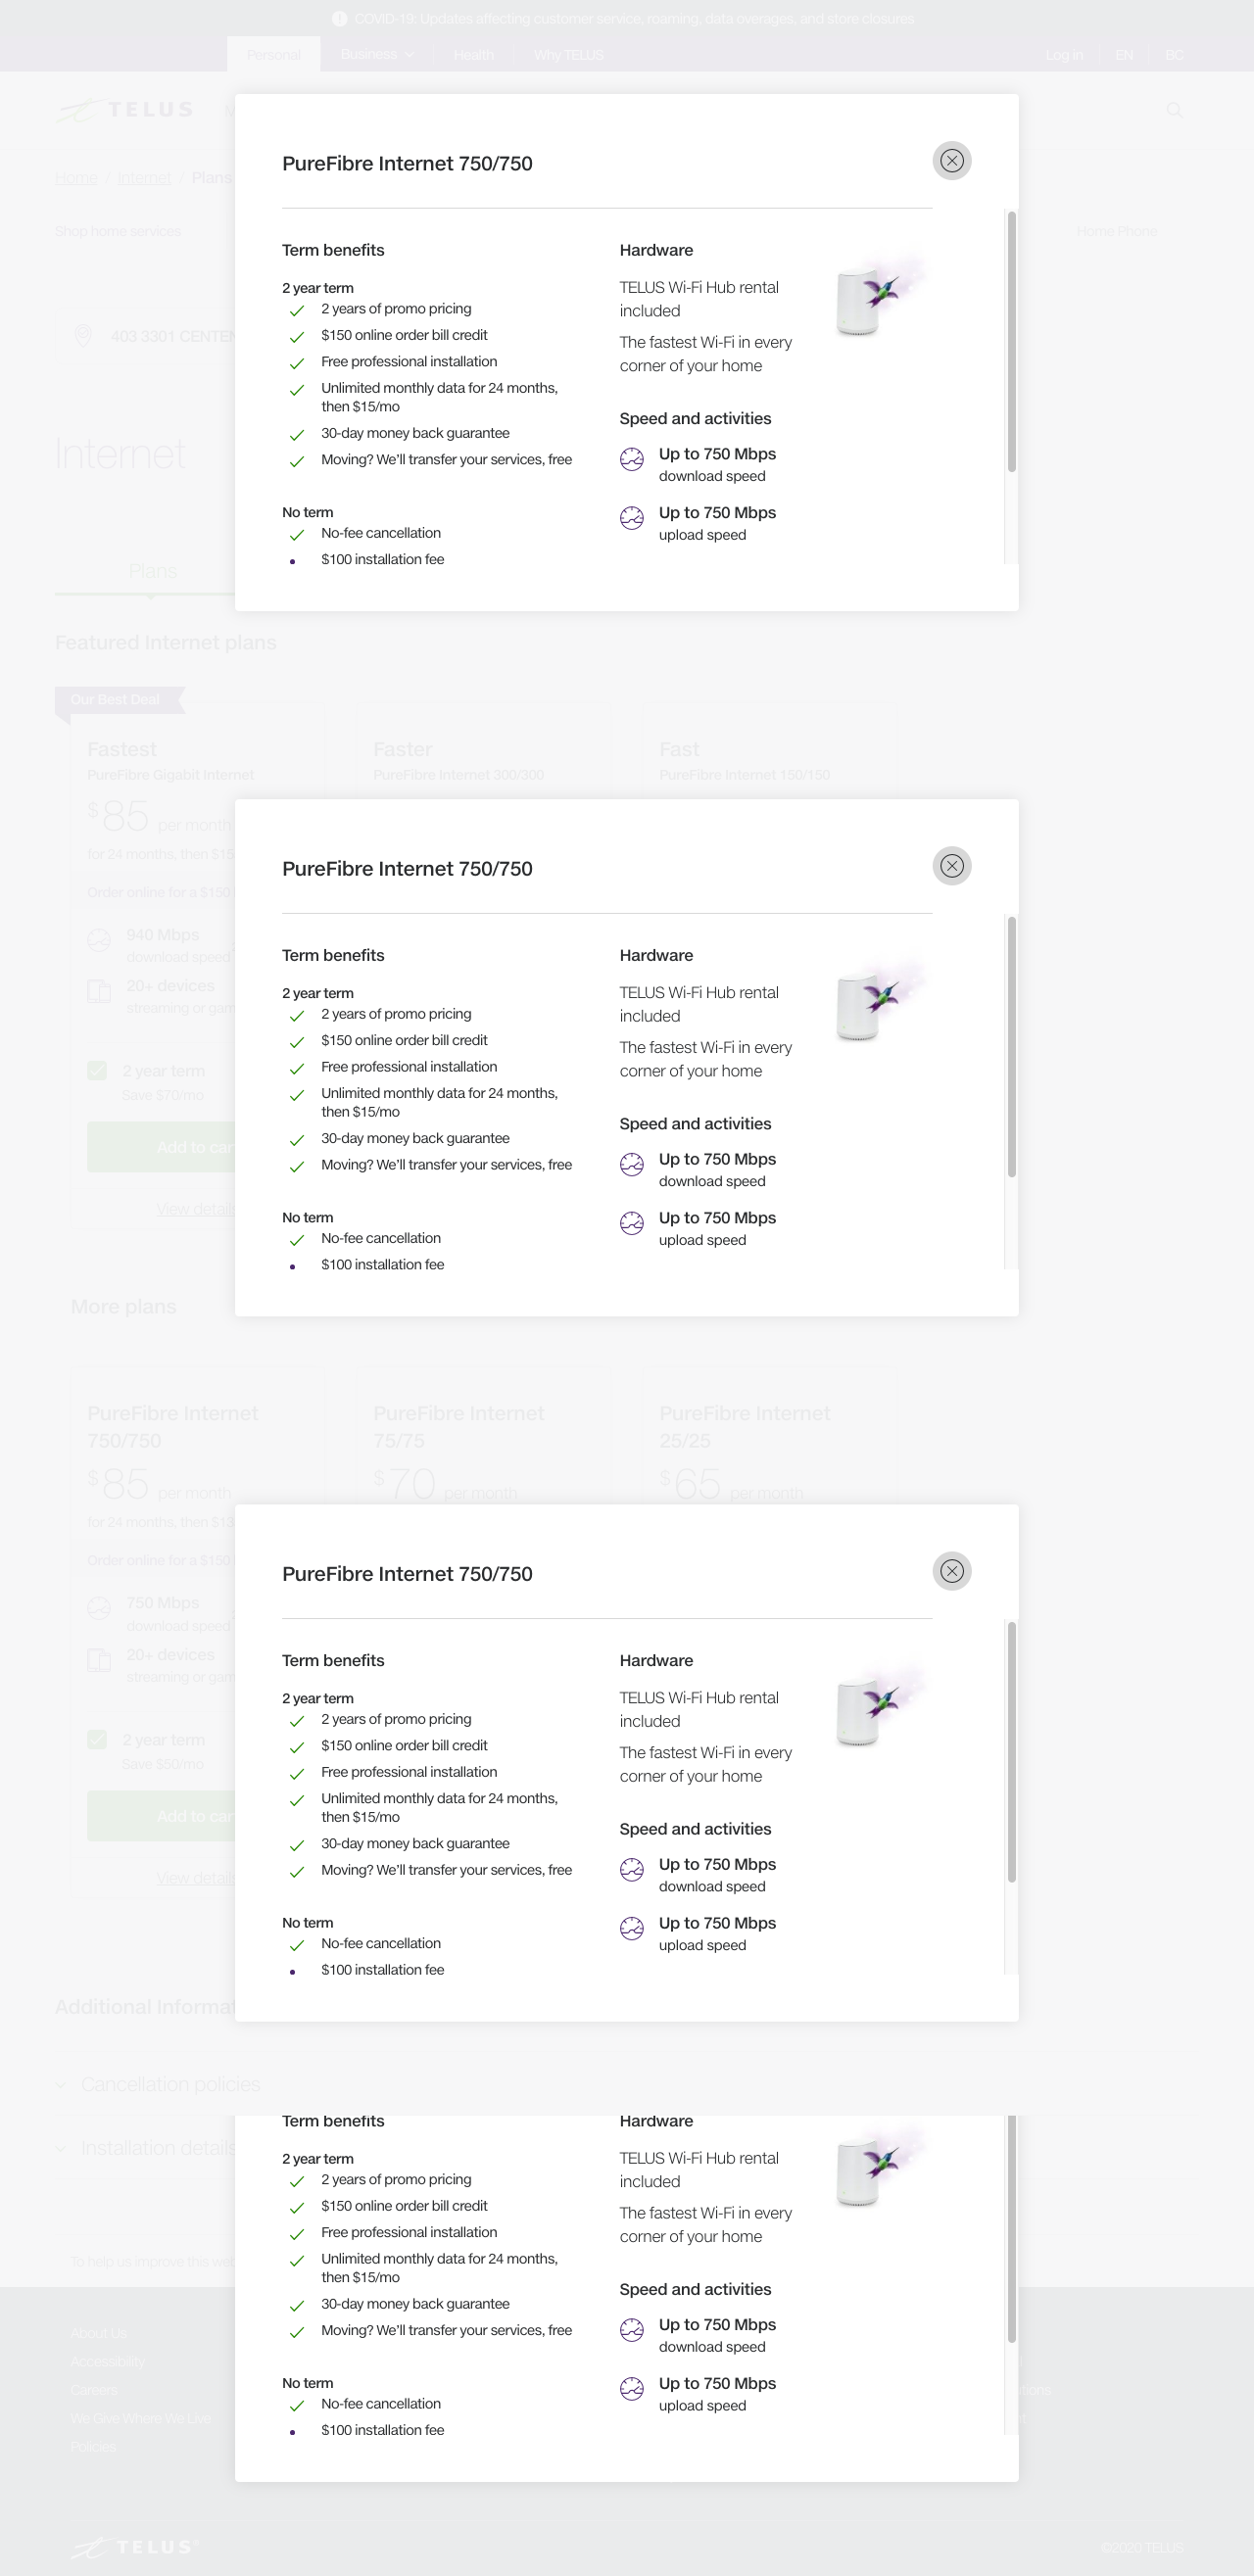 COVID-19: Updates affecting customer service, roaming, data overages, and store closures
Personal
Business
Health
Why TELUS
Log in
EN
BC
TELUS
Home / Internet / Plans
Shop home services
Home Phone
403 3301
Internet
Plans
PureFibre Internet 750/750
Term benefits
2 year term
2 years of promo pricing
$150 online order bill credit
Free professional installation
Unlimited monthly data for 24 months,
then $15/mo
30-day money back guarantee
Moving? We'll transfer your services, free
No term
No-fee cancellation
$100 installation fee
Hardware
TELUS Wi-Fi Hub rental
included
The fastest Wi-Fi in every
corner of your home
Speed and activities
Up to 750 Mbps
download speed
Up to 750 Mbps
upload speed
Featured Internet plans
Our Best Deal
Fastest
PureFibre Gigabit Internet
$85 per month
for 24 months, then
Order online for a $150
940 Mbps
download speed
20+ devices
streaming or
2 year term
Save $70/mo
Add to
View details
Faster
PureFibre Internet 300/300
Fast
PureFibre Internet 150/150
PureFibre Internet 750/750
Term benefits
2 year term
2 years of promo pricing
$150 online order bill credit
Free professional installation
Unlimited monthly data for 24 months,
then $15/mo
30-day money back guarantee
Moving? We'll transfer your services, free
No term
No-fee cancellation
$100 installation fee
Hardware
TELUS Wi-Fi Hub rental
included
The fastest Wi-Fi in every
corner of your home
Speed and activities
Up to 750 Mbps
download speed
Up to 750 Mbps
upload speed
More plans
PureFibre Internet
750/750
$85 per month
for 24 months, then
Order online for a $150
750 Mbps
download speed
20+ devices
streaming or
2 year term
Save $50/mo
Add to
View details
PureFibre Internet
75/75
$70 per month
PureFibre Internet
25/25
$65 per month
PureFibre Internet 750/750
Term benefits
2 year term
2 years of promo pricing
$150 online order bill credit
Free professional installation
Unlimited monthly data for 24 months,
then $15/mo
30-day money back guarantee
Moving? We'll transfer your services, free
No term
No-fee cancellation
$100 installation fee
Hardware
TELUS Wi-Fi Hub rental
included
The fastest Wi-Fi in every
corner of your home
Speed and activities
Up to 750 Mbps
download speed
Up to 750 Mbps
upload speed
Additional
Cancellation policies
Installation details
To help us improve this
Term benefits
2 year term
2 years of promo pricing
$150 online order bill credit
Free professional installation
Unlimited monthly data for 24 months,
then $15/mo
30-day money back guarantee
Moving? We'll transfer your services, free
No term
No-fee cancellation
$100 installation fee
Hardware
TELUS Wi-Fi Hub rental
included
The fastest Wi-Fi in every
corner of your home
Speed and activities
Up to 750 Mbps
download speed
Up to 750 Mbps
upload speed
About Us
Accessibility
Careers
We Give Where We Live
Policies
TELUS
©2020 TELUS